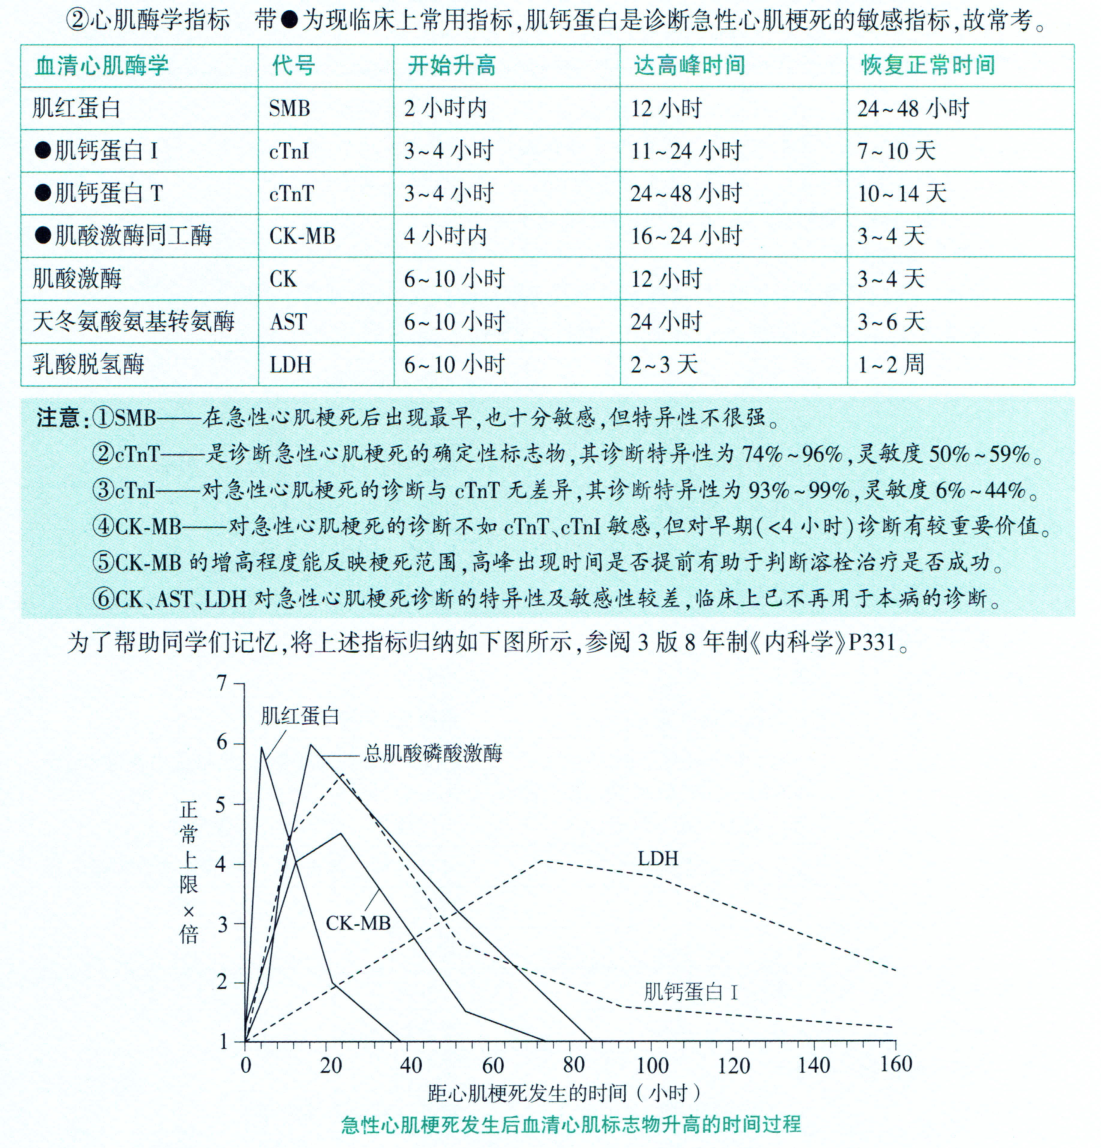 ②心肌酶学指标　带●为现临床上常用指标,肌钙蛋白是诊断急性心肌梗死的敏感指标,故常考。
血清心肌酶学 代号 开始升高 达高峰时间 恢复正常时间
肌红蛋白 SMB 2 小时内 12 小时 24~48 小时
●肌钙蛋白 I cTnI 3~4 小时 11~24 小时 7~10 天
●肌钙蛋白 T cTnT 3~4 小时 24~48 小时 10~14 天
●肌酸激酶同工酶 CK-MB 4 小时内 16~24 小时 3~4 天
肌酸激酶 CK 6~10 小时 12 小时 3~4 天
天冬氨酸氨基转氨酶 AST 6~10 小时 24 小时 3~6 天
乳酸脱氢酶 LDH 6~10 小时 2~3 天 1~2 周
注意:①SMB——在急性心肌梗死后出现最早,也十分敏感,但特异性不很强。
②cTnT——是诊断急性心肌梗死的确定性标志物,其诊断特异性为 74%~96%,灵敏度 50%~59%。
③cTnI——对急性心肌梗死的诊断与 cTnT 无差异,其诊断特异性为 93%~99%,灵敏度 6%~44%。
④CK-MB——对急性心肌梗死的诊断不如 cTnT、cTnI 敏感,但对早期(<4 小时)诊断有较重要价值。
⑤CK-MB 的增高程度能反映梗死范围,高峰出现时间是否提前有助于判断溶栓治疗是否成功。
⑥CK、AST、LDH 对急性心肌梗死诊断的特异性及敏感性较差,临床上已不再用于本病的诊断。
为了帮助同学们记忆,将上述指标归纳如下图所示,参阅 3 版 8 年制《内科学》P331。
7
肌红蛋白
6
总肌酸磷酸激酶
5
正常上限×倍
4
LDH
3
CK-MB
2
肌钙蛋白 I
1
0 20 40 60 80 100 120 140 160
距心肌梗死发生的时间(小时)
急性心肌梗死发生后血清心肌标志物升高的时间过程